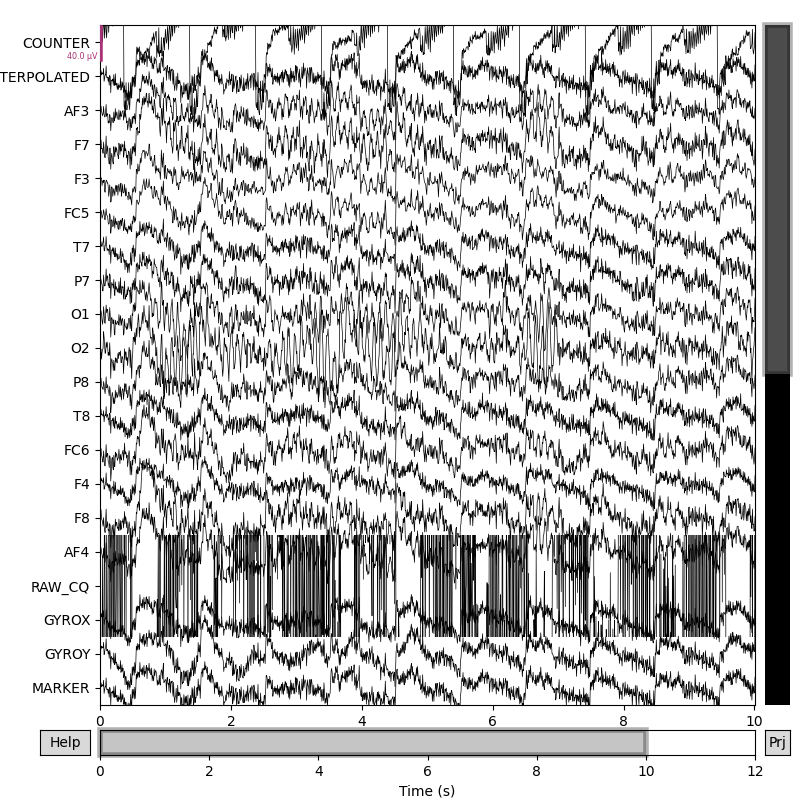 COUNTER
40.0 µV
TERPOLATED
AF3
F7
F3
FC5
T7
P7
O1
O2
P8
T8
FC6
F4
F8
AF4
RAW_CQ
GYROX
GYROY
MARKER
0 2 4 6 8 10
Help Prj
0 2 4 6 8 10 12
Time (s)